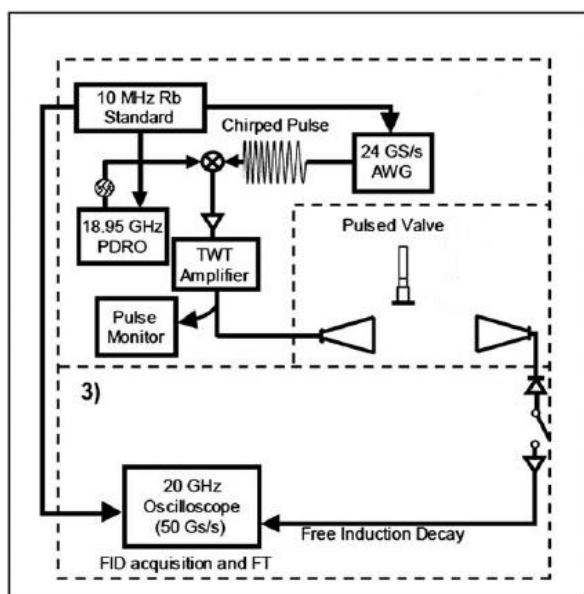 10 MHz Rb
Standard
Chirped Pulse
24 GS/s
AWG
18.95 GHz
PDRO
TWT
Amplifier
Pulsed Valve
Pulse
Monitor
3)
20 GHz
Oscilloscope
(50 Gs/s)
Free Induction Decay
FID acquisition and FT